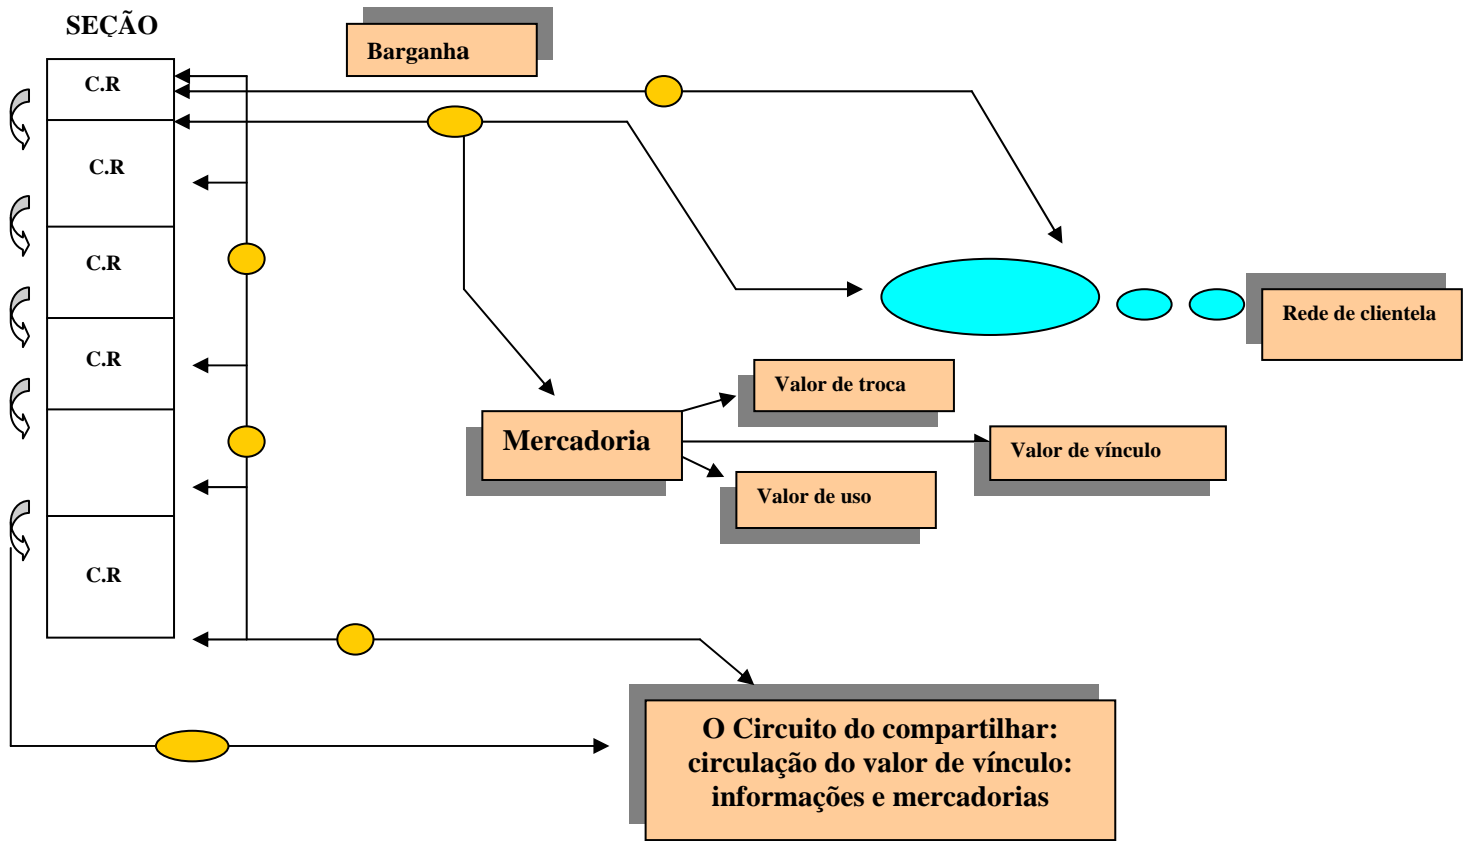 SEÇÃO
Barganha
C.R
C.R
C.R
C.R
C.R
Rede de clientela
Valor de troca
Mercadoria
Valor de vínculo
Valor de uso
O Circuito do compartilhar:
circulação do valor de vínculo:
informações e mercadorias